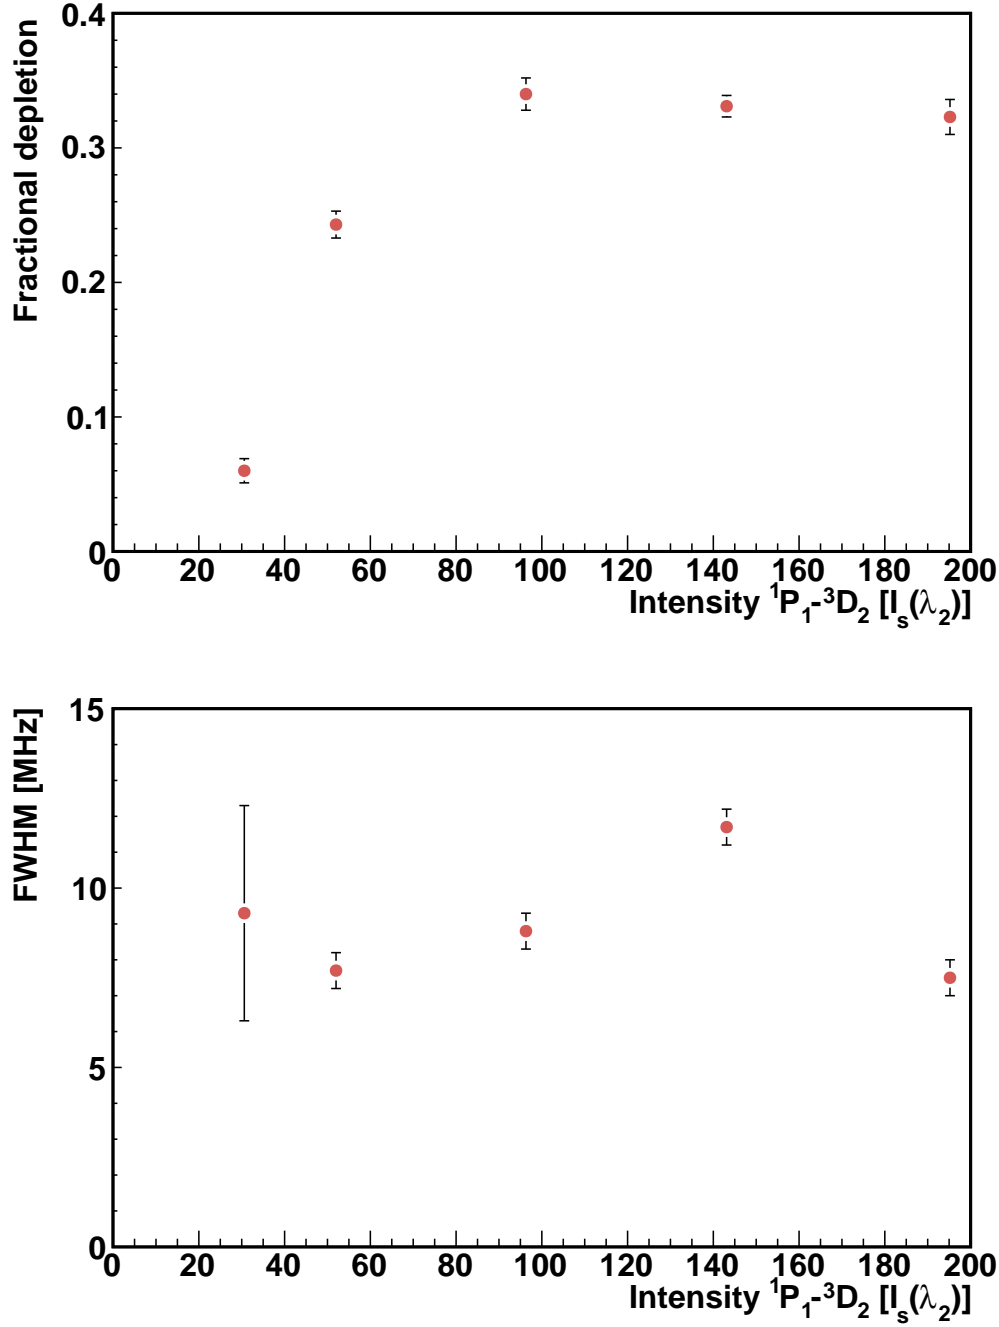 Fractional depletion
0.4
0.3
0.2
0.1
0
0 20 40 60 80 100 120 140 160 180 200
Intensity ¹P₁-³D₂ [Iₛ(λ₂)]
FWHM [MHz]
15
10
5
0
0 20 40 60 80 100 120 140 160 180 200
Intensity ¹P₁-³D₂ [Iₛ(λ₂)]